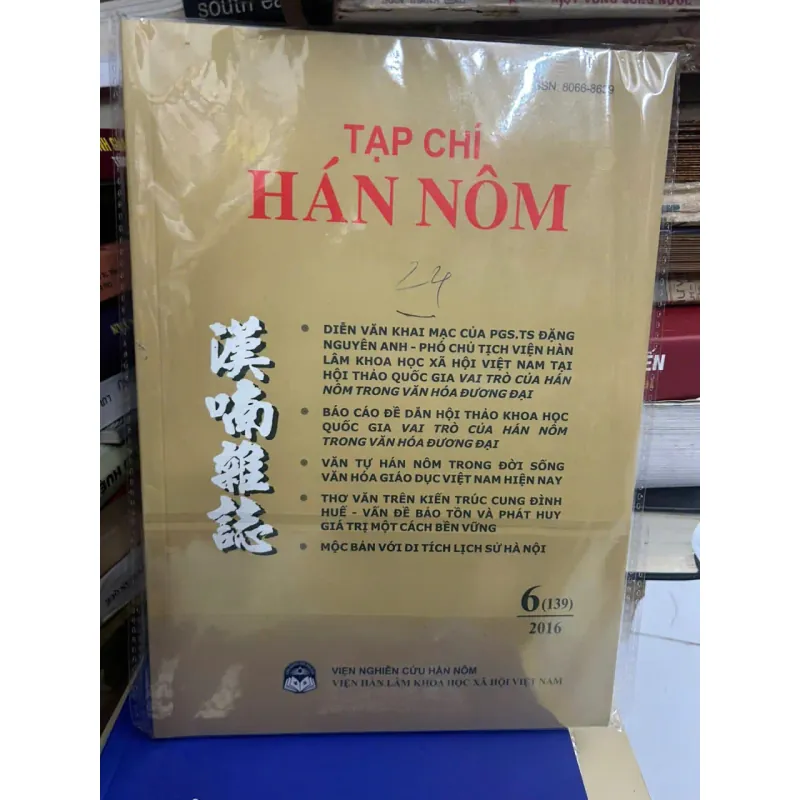 south ea
ISSN 8066-8639
TẠP CHÍ
HÁN NÔM
24
漢喃雜誌
• DIỄN VĂN KHAI MẠC CỦA PGS.TS ĐẶNG
NGUYÊN ANH - PHÓ CHỦ TỊCH VIỆN HÀN
LÂM KHOA HỌC XÃ HỘI VIỆT NAM TẠI
HỘI THẢO QUỐC GIA VAI TRÒ CỦA HÁN
NÔM TRONG VĂN HÓA ĐƯƠNG ĐẠI
• BÁO CÁO ĐỀ DẪN HỘI THẢO KHOA HỌC
QUỐC GIA VAI TRÒ CỦA HÁN NÔM
TRONG VĂN HÓA ĐƯƠNG ĐẠI
• VĂN TỰ HÁN NÔM TRONG ĐỜI SỐNG
VĂN HÓA GIÁO DỤC VIỆT NAM HIỆN NAY
• THƠ VĂN TRÊN KIẾN TRÚC CUNG ĐÌNH
HUẾ - VẤN ĐỀ BẢO TỒN VÀ PHÁT HUY
GIÁ TRỊ MỘT CÁCH BỀN VỮNG
• MỘC BẢN VỚI DI TÍCH LỊCH SỬ HÀ NỘI
6 (139)
2016
VIỆN NGHIÊN CỨU HÁN NÔM
VIỆN HÀN LÂM KHOA HỌC XÃ HỘI VIỆT NAM